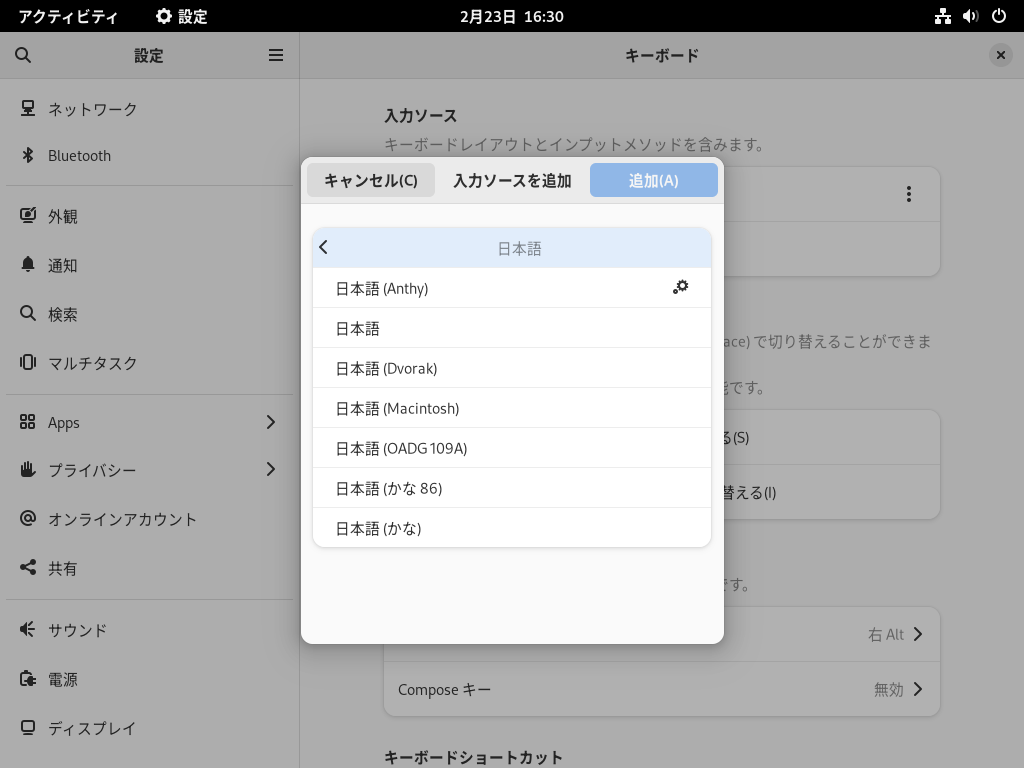 アクティビティ
設定
2月23日 16:30
設定
キーボード
ネットワーク
Bluetooth
外観
通知
検索
マルチタスク
Apps
プライバシー
オンラインアカウント
共有
サウンド
電源
ディスプレイ
入力ソース
キーボードレイアウトとインプットメソッドを含みます。
キャンセル(C)
入力ソースを追加
追加(A)
日本語
日本語 (Anthy)
日本語
日本語 (Dvorak)
日本語 (Macintosh)
日本語 (OADG 109A)
日本語 (かな 86)
日本語 (かな)
ace) で切り替えることができま
です。
る(S)
替える(I)
です。
右 Alt
Compose キー
無効
キーボードショートカット